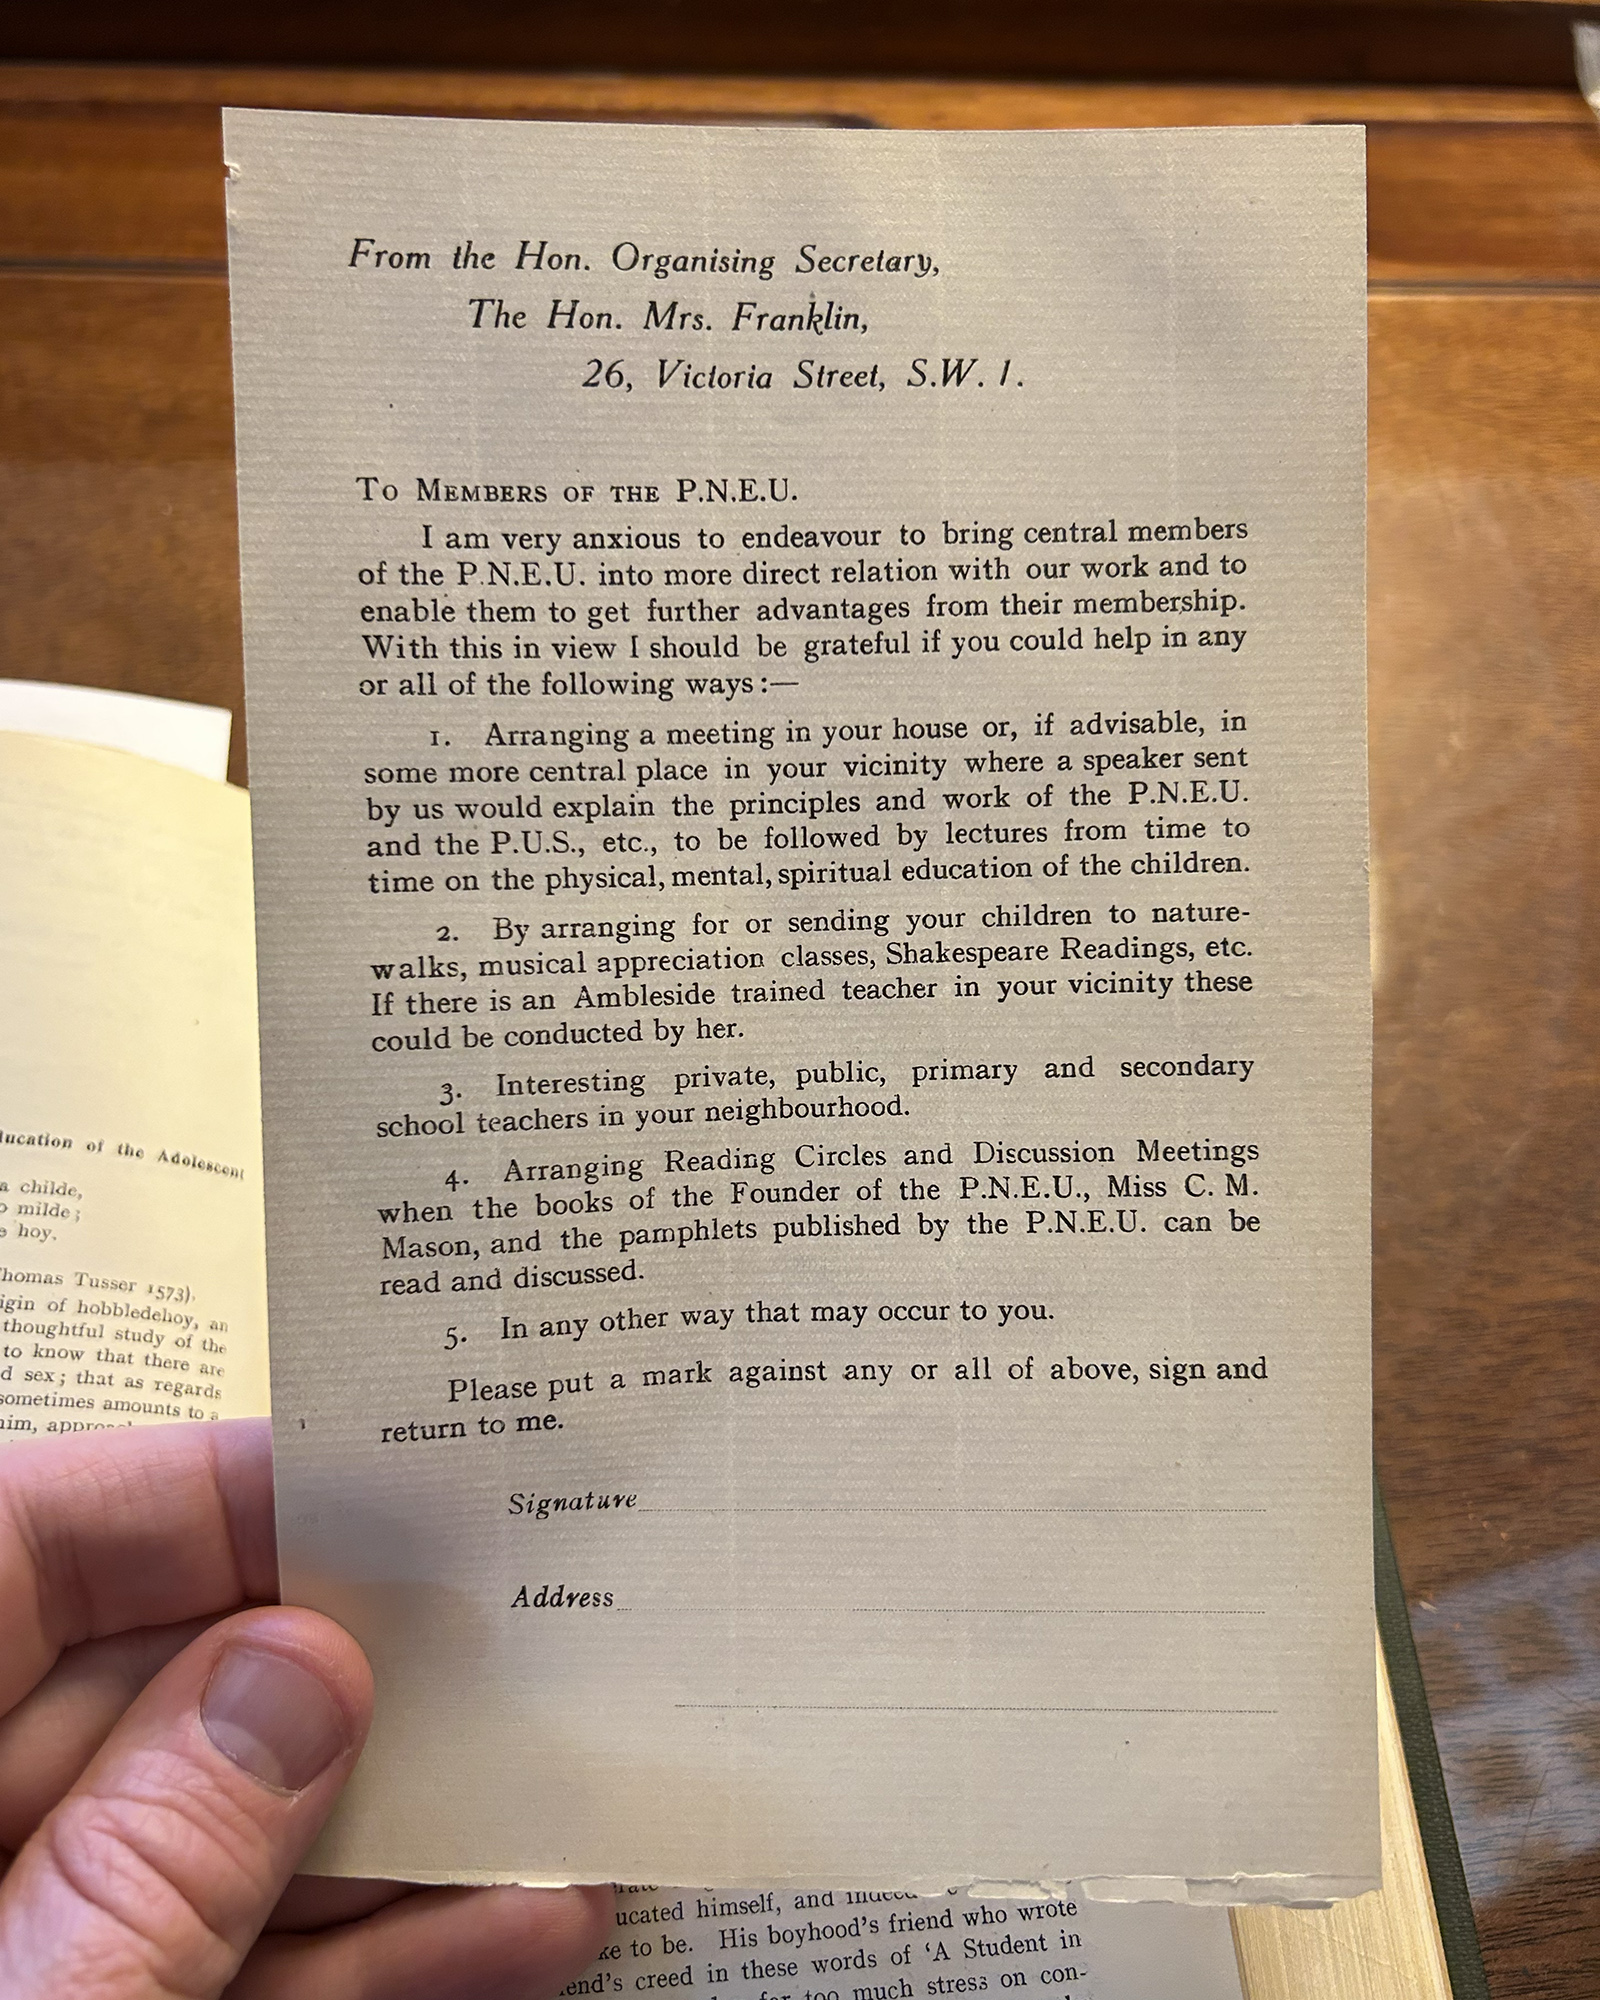 From the Hon. Organising Secretary,
The Hon. Mrs. Franklin,
26, Victoria Street, S.W. 1.
To Members of the P.N.E.U.
I am very anxious to endeavour to bring central members
of the P.N.E.U. into more direct relation with our work and to
enable them to get further advantages from their membership.
With this in view I should be grateful if you could help in any
or all of the following ways:—
1. Arranging a meeting in your house or, if advisable, in
some more central place in your vicinity where a speaker sent
by us would explain the principles and work of the P.N.E.U.
and the P.U.S., etc., to be followed by lectures from time to
time on the physical, mental, spiritual education of the children.
2. By arranging for or sending your children to nature-
walks, musical appreciation classes, Shakespeare Readings, etc.
If there is an Ambleside trained teacher in your vicinity these
could be conducted by her.
3. Interesting private, public, primary and secondary
school teachers in your neighbourhood.
4. Arranging Reading Circles and Discussion Meetings
when the books of the Founder of the P.N.E.U., Miss C. M.
Mason, and the pamphlets published by the P.N.E.U. can be
read and discussed.
5. In any other way that may occur to you.
Please put a mark against any or all of above, sign and
return to me.
Signature
Address
of the Adolescent
a childe,
milde;
hoy.
Thomas Tusser 1573).
of hobbledehoy, an
thoughtful study of the
to know that there are
sex; that as regards
sometimes amounts to a
him,
himself, and
to be. His boyhood's friend who wrote
creed in these words of 'A Student in
too much stress on con-